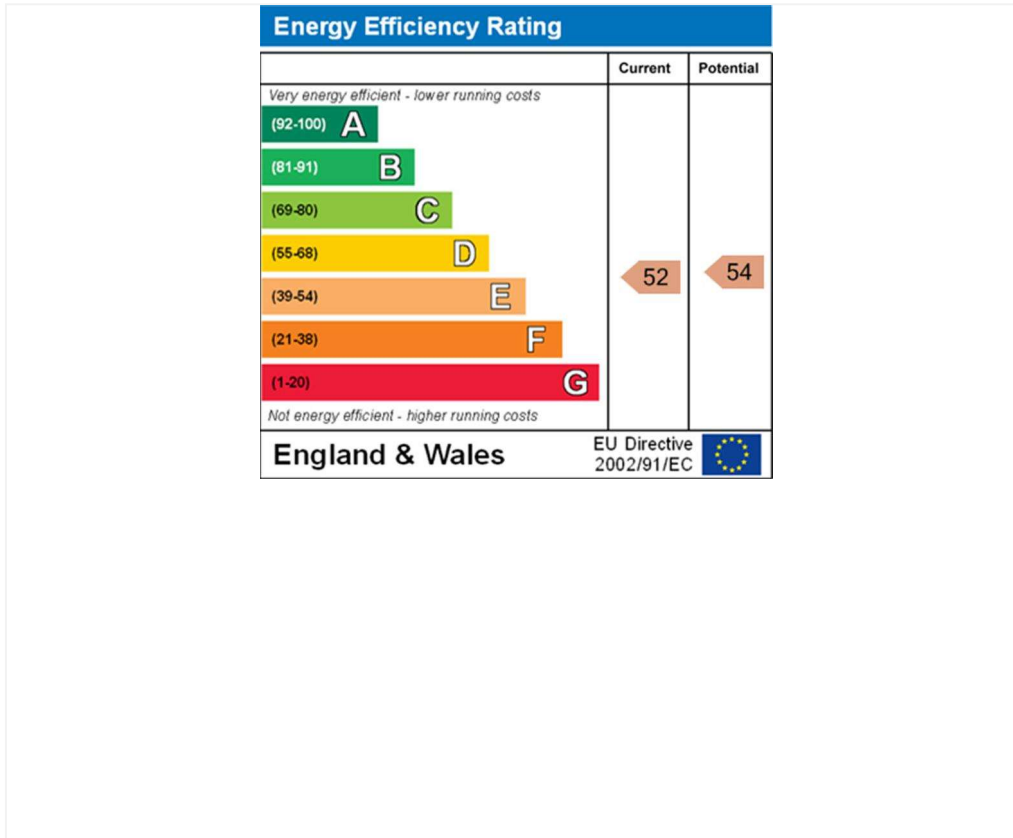 Energy Efficiency Rating
Current Potential
Very energy efficient - lower running costs
(92-100) A
(81-91) B
(69-80) C
(55-68) D
(39-54) E
(21-38) F
(1-20) G
52 54
Not energy efficient - higher running costs
England & Wales
EU Directive
2002/91/EC